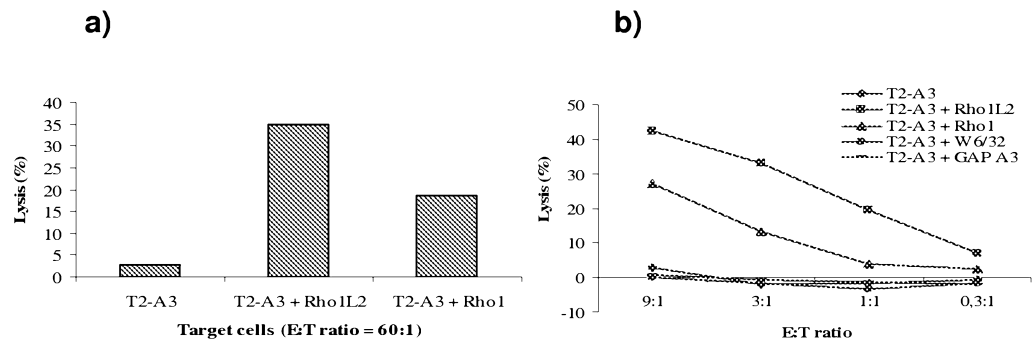 a)
Lysis (%)
40
35
30
25
20
15
10
5
0
T2-A3
T2-A3 + Rho1L2
T2-A3 + Rho1
Target cells (E:T ratio = 60:1)
b)
Lysis (%)
50
40
30
20
10
0
-10
T2-A3
T2-A3 + Rho1L2
T2-A3 + Rho1
T2-A3 + W6/32
T2-A3 + GAP A3
9:1
3:1
1:1
0,3:1
E:T ratio